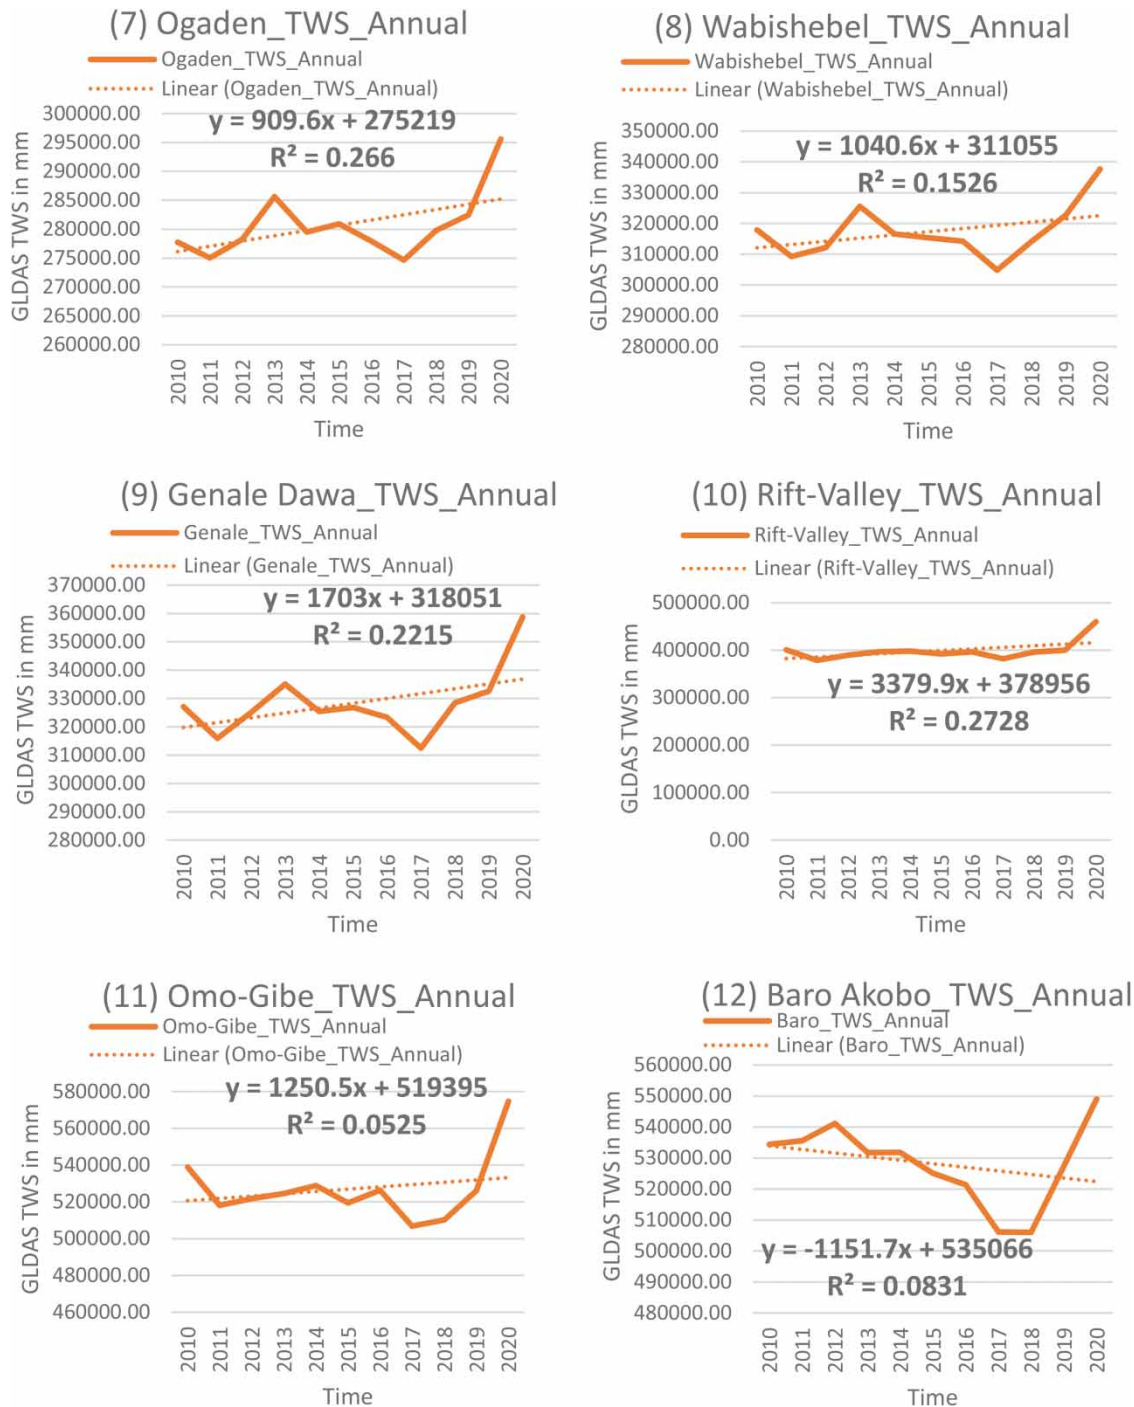 (7) Ogaden_TWS_Annual
Ogaden_TWS_Annual
Linear (Ogaden_TWS_Annual)
y = 909.6x + 275219
R² = 0.266
GLDAS TWS in mm
300000.00
295000.00
290000.00
285000.00
280000.00
275000.00
270000.00
265000.00
260000.00
2010
2011
2012
2013
2014
2015
2016
2017
2018
2019
2020
Time
(8) Wabishebel_TWS_Annual
Wabishebel_TWS_Annual
Linear (Wabishebel_TWS_Annual)
y = 1040.6x + 311055
R² = 0.1526
GLDAS TWS in mm
350000.00
340000.00
330000.00
320000.00
310000.00
300000.00
290000.00
280000.00
2010
2011
2012
2013
2014
2015
2016
2017
2018
2019
2020
Time
(9) Genale Dawa_TWS_Annual
Genale_TWS_Annual
Linear (Genale_TWS_Annual)
y = 1703x + 318051
R² = 0.2215
GLDAS TWS in mm
370000.00
360000.00
350000.00
340000.00
330000.00
320000.00
310000.00
300000.00
290000.00
280000.00
2010
2011
2012
2013
2014
2015
2016
2017
2018
2019
2020
Time
(10) Rift-Valley_TWS_Annual
Rift-Valley_TWS_Annual
Linear (Rift-Valley_TWS_Annual)
y = 3379.9x + 378956
R² = 0.2728
GLDAS TWS in mm
500000.00
400000.00
300000.00
200000.00
100000.00
0.00
2010
2011
2012
2013
2014
2015
2016
2017
2018
2019
2020
Time
(11) Omo-Gibe_TWS_Annual
Omo-Gibe_TWS_Annual
Linear (Omo-Gibe_TWS_Annual)
y = 1250.5x + 519395
R² = 0.0525
GLDAS TWS in mm
580000.00
560000.00
540000.00
520000.00
500000.00
480000.00
460000.00
2010
2011
2012
2013
2014
2015
2016
2017
2018
2019
2020
Time
(12) Baro Akobo_TWS_Annual
Baro_TWS_Annual
Linear (Baro_TWS_Annual)
y = -1151.7x + 535066
R² = 0.0831
GLDAS TWS in mm
560000.00
550000.00
540000.00
530000.00
520000.00
510000.00
500000.00
490000.00
480000.00
2010
2011
2012
2013
2014
2015
2016
2017
2018
2019
2020
Time